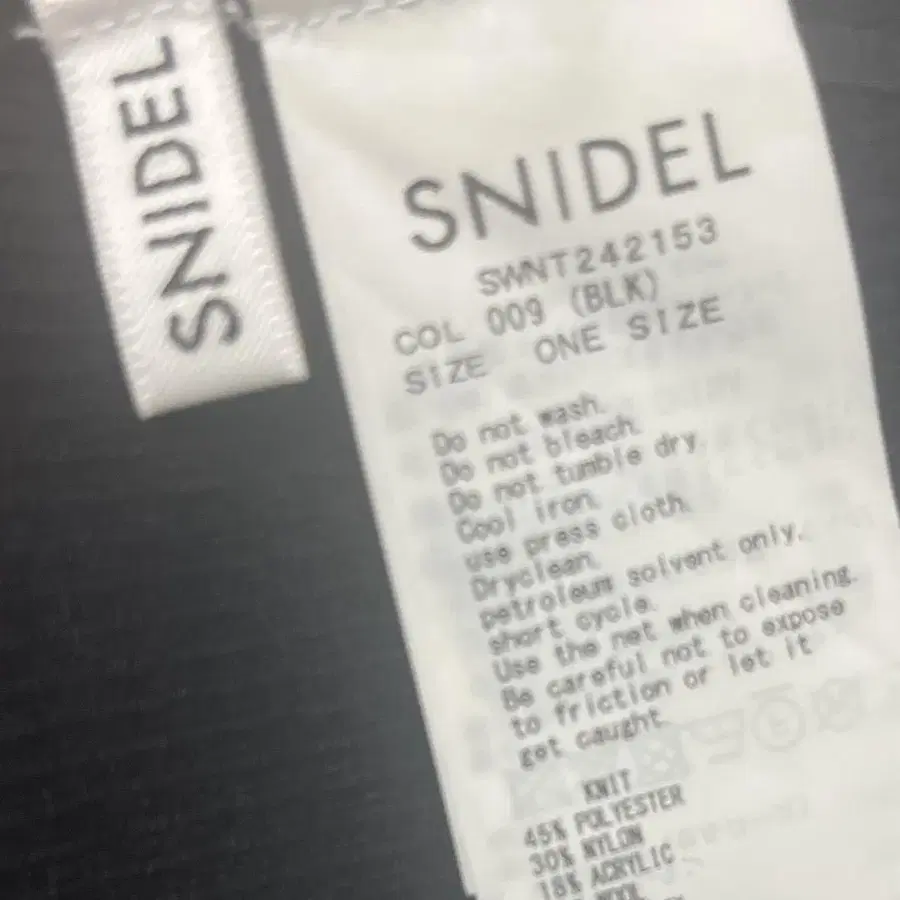 SNIDEL
SNIDEL
SWNT242153
COL 009 (BLK)
SIZE ONE SIZE
Do not wash.
Do not bleach.
Do not tumble dry.
Cool iron.
use press cloth.
Dryclean.
petroleum solvent only.
short cycle.
Use the net when cleaning.
Be careful not to expose
to friction or let it
get caught.
KNIT
45% POLYESTER
30% NYLON
18% ACRYLIC
WOOL